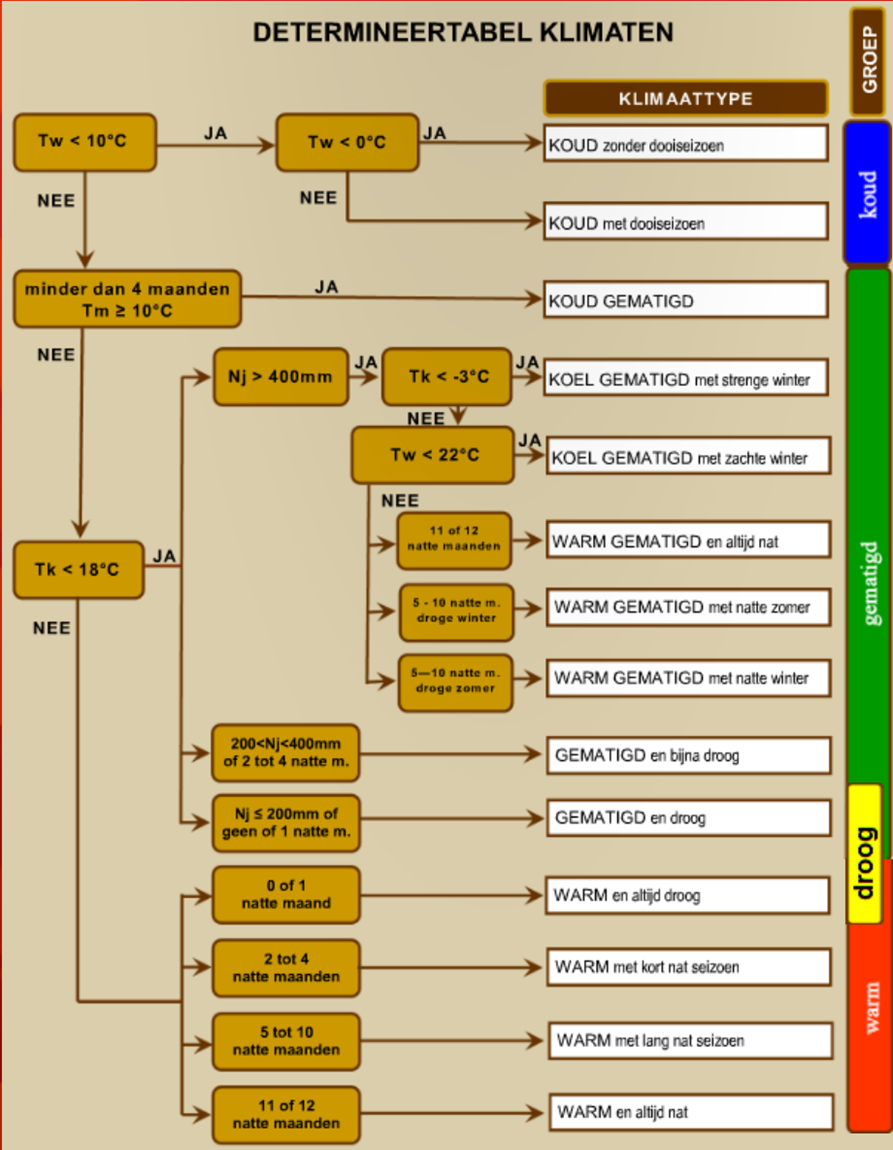 DETERMINEERTABEL KLIMATEN
GROEP
KLIMAATTYPE
Tw < 10°C
JA
Tw < 0°C
JA
KOUD zonder dooiseizoen
koud
NEE
NEE
KOUD met dooiseizoen
minder dan 4 maanden
Tm ≥ 10°C
JA
KOUD GEMATIGD
NEE
Nj > 400mm
JA
Tk < -3°C
JA
KOEL GEMATIGD met strenge winter
NEE
Tw < 22°C
JA
KOEL GEMATIGD met zachte winter
NEE
11 of 12
natte maanden
WARM GEMATIGD en altijd nat
Tk < 18°C
JA
gematigd
5 - 10 natte m.
droge winter
WARM GEMATIGD met natte zomer
NEE
5—10 natte m.
droge zomer
WARM GEMATIGD met natte winter
200<Nj<400mm
of 2 tot 4 natte m.
GEMATIGD en bijna droog
Nj ≤ 200mm of
geen of 1 natte m.
GEMATIGD en droog
droog
0 of 1
natte maand
WARM en altijd droog
2 tot 4
natte maanden
WARM met kort nat seizoen
warm
5 tot 10
natte maanden
WARM met lang nat seizoen
11 of 12
natte maanden
WARM en altijd nat